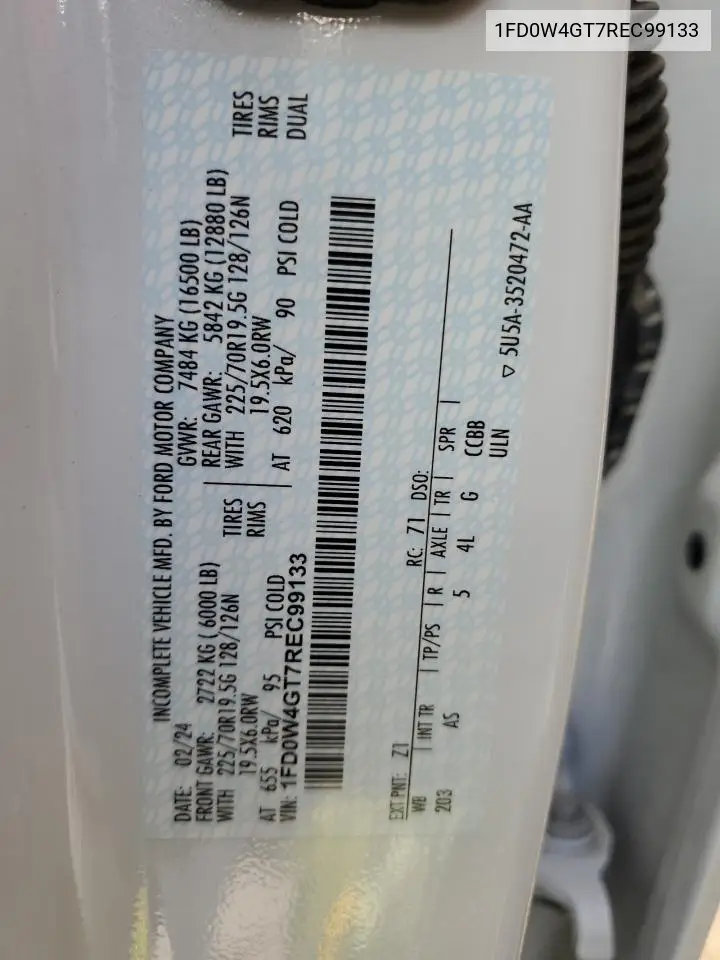 1FD0W4GT7REC99133
INCOMPLETE VEHICLE MFD. BY FORD MOTOR COMPANY
DATE: 02/24 GVWR: 7484 KG (16500 LB)
FRONT GAWR: 2722 KG ( 6000 LB) REAR GAWR: 5842 KG (12880 LB)
WITH 225/70R19.5G 128/126N TIRES WITH 225/70R19.5G 128/126N TIRES
19.5X6.0RW RIMS 19.5X6.0RW RIMS
AT 655 kPa/ 95 PSI COLD AT 620 kPa/ 90 PSI COLD DUAL
VIN: 1FD0W4GT7REC99133
EXT PNT: Z1 RC: 71 DSO:
WB INT TR TP/PS R AXLE TR SPR
203 AS 5 4L G CCBB
ULN
▽ 5U5A-3520472-AA